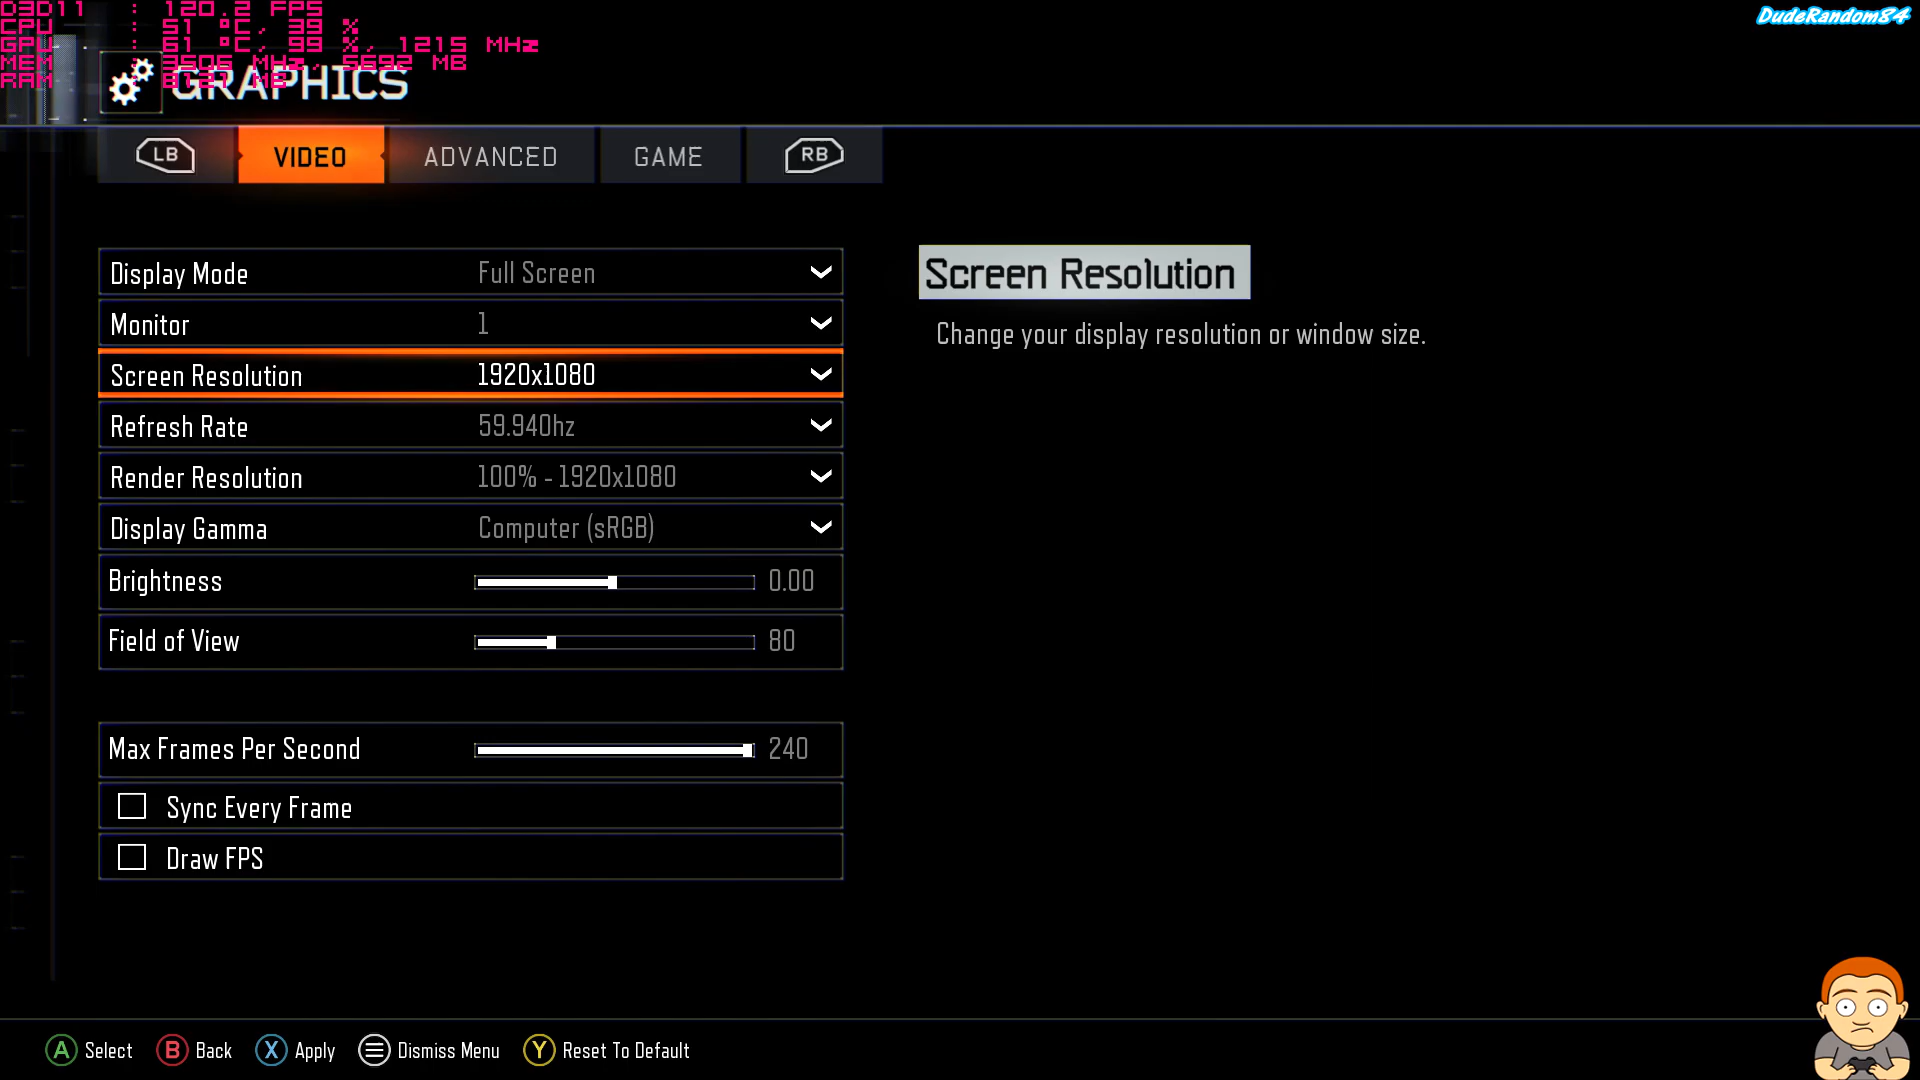 D3D11 : 120.2 FPS
CPU : 51 °C, 39 %
GPU : 61 °C, 99 %, 1215 MHz
MEM : 3506 MHz, 5692 MB
RAM : 8121 MB
GRAPHICS
DudeRandom84
LB VIDEO ADVANCED GAME RB
Display Mode Full Screen
Monitor 1
Screen Resolution 1920x1080
Refresh Rate 59.940hz
Render Resolution 100% - 1920x1080
Display Gamma Computer (sRGB)
Brightness 0.00
Field of View 80
Max Frames Per Second 240
Sync Every Frame
Draw FPS
Screen Resolution
Change your display resolution or window size.
A Select B Back X Apply Dismiss Menu Y Reset To Default